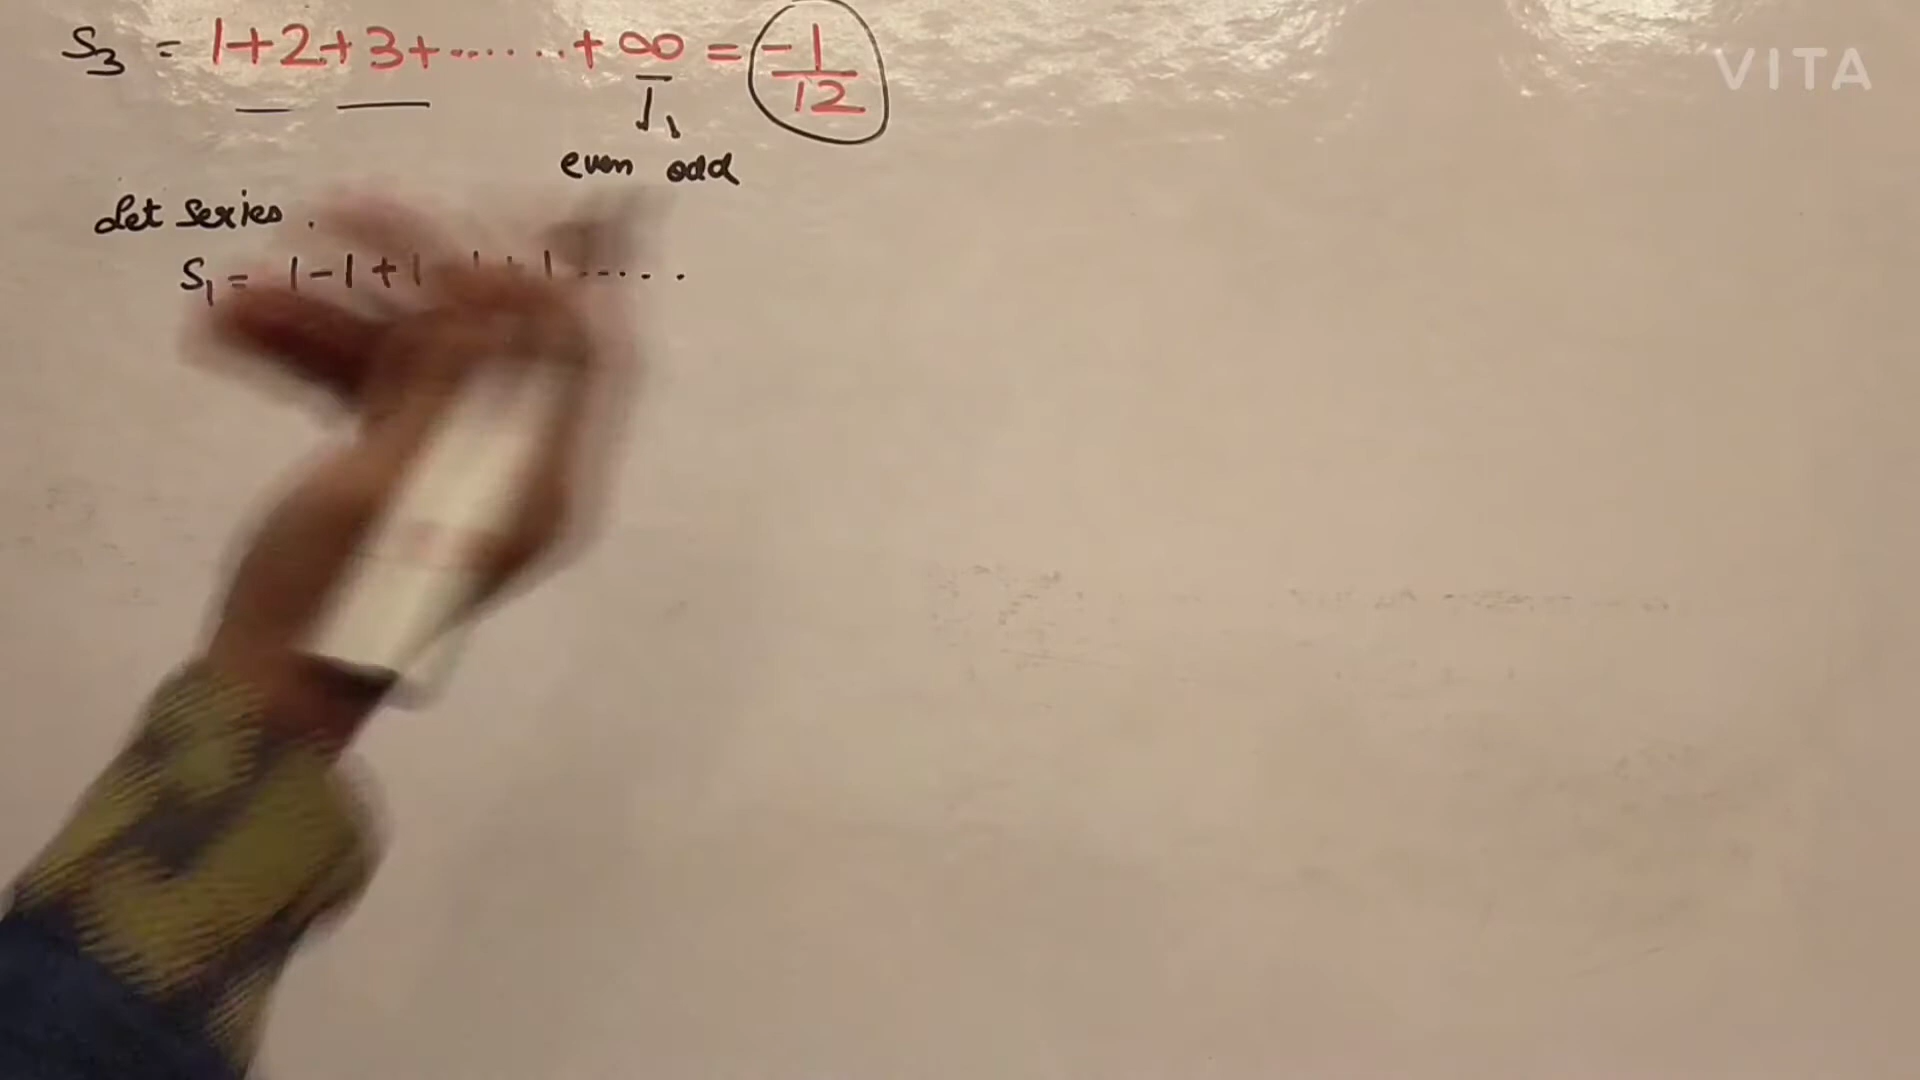 S3 = 1+2+3+......+∞ = -1/12
VITA
even odd
Let series.
S1 = 1-1+1-1+1.....